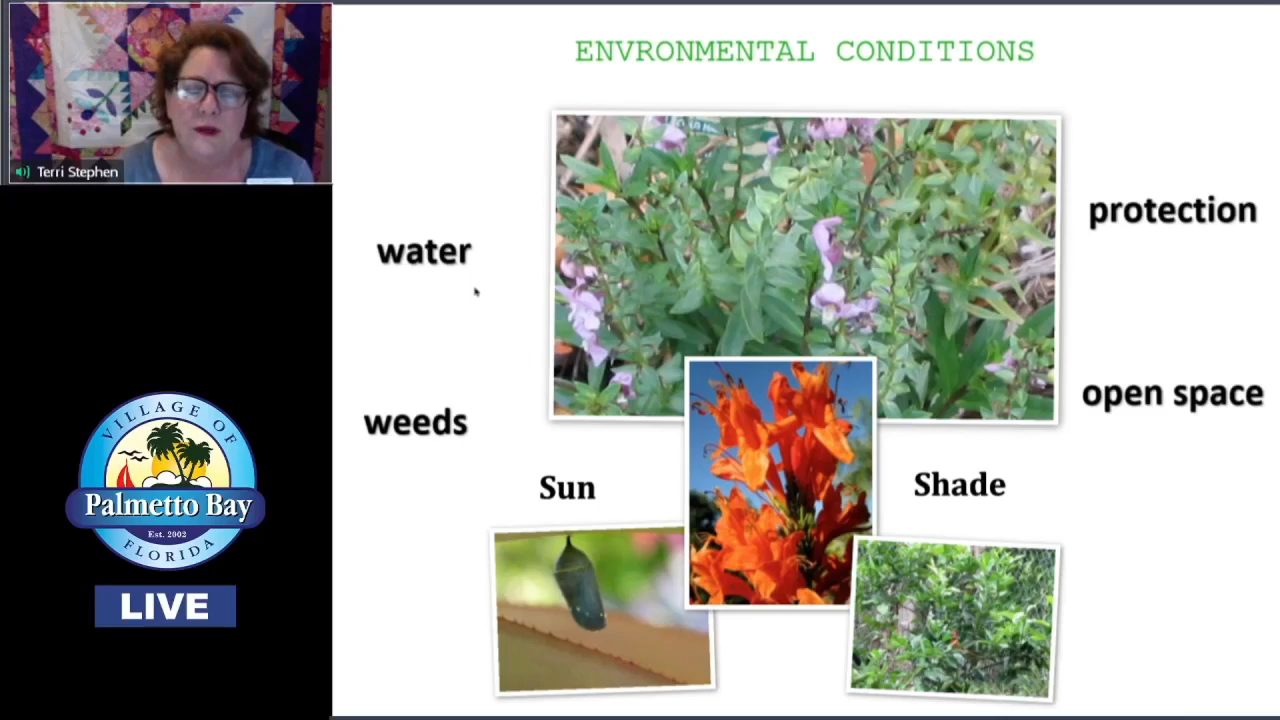 ENVRONMENTAL CONDITIONS
Terri Stephen
protection
water
open space
weeds
Sun
Shade
VILLAGE OF
Palmetto Bay
Est. 2002
FLORIDA
LIVE